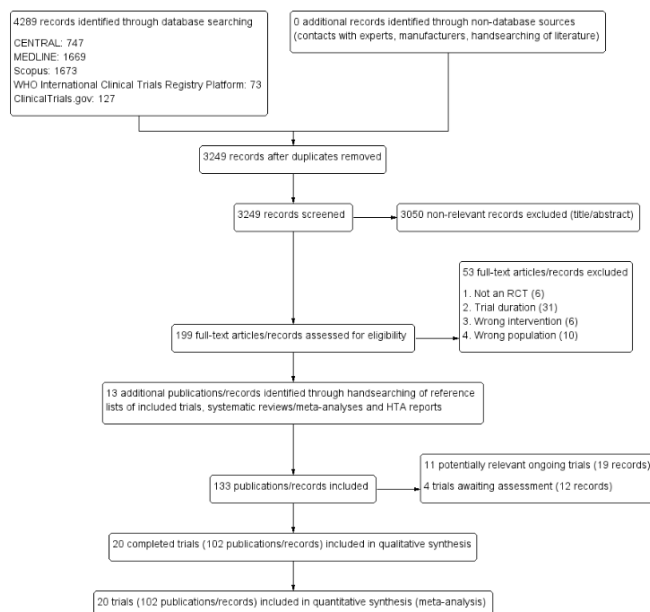 4289 records identified through database searching
CENTRAL: 747
MEDLINE: 1669
Scopus: 1673
WHO International Clinical Trials Registry Platform: 73
ClinicalTrials.gov: 127
0 additional records identified through non-database sources
(contacts with experts, manufacturers, handsearching of literature)
3249 records after duplicates removed
3249 records screened
3050 non-relevant records excluded (title/abstract)
53 full-text articles/records excluded
1. Not an RCT (6)
2. Trial duration (31)
3. Wrong intervention (6)
4. Wrong population (10)
199 full-text articles/records assessed for eligibility
13 additional publications/records identified through handsearching of reference
lists of included trials, systematic reviews/meta-analyses and HTA reports
11 potentially relevant ongoing trials (19 records)
4 trials awaiting assessment (12 records)
133 publications/records included
20 completed trials (102 publications/records) included in qualitative synthesis
20 trials (102 publications/records) included in quantitative synthesis (meta-analysis)